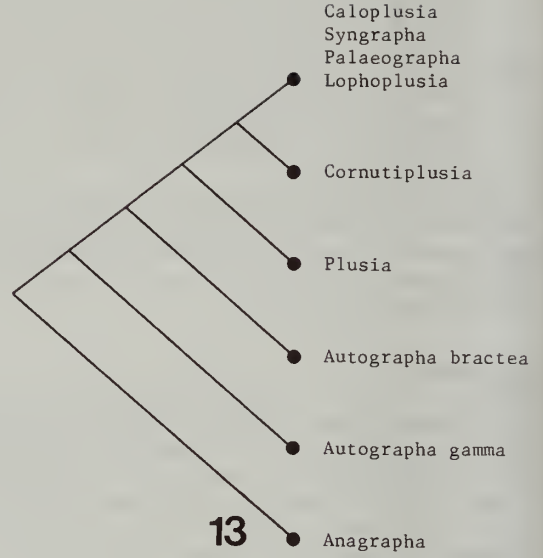 Caloplusia
Syngrapha
Palaeographa
Lophoplusia
Cornutiplusia
Plusia
Autographa bractea
Autographa gamma
13
Anagrapha